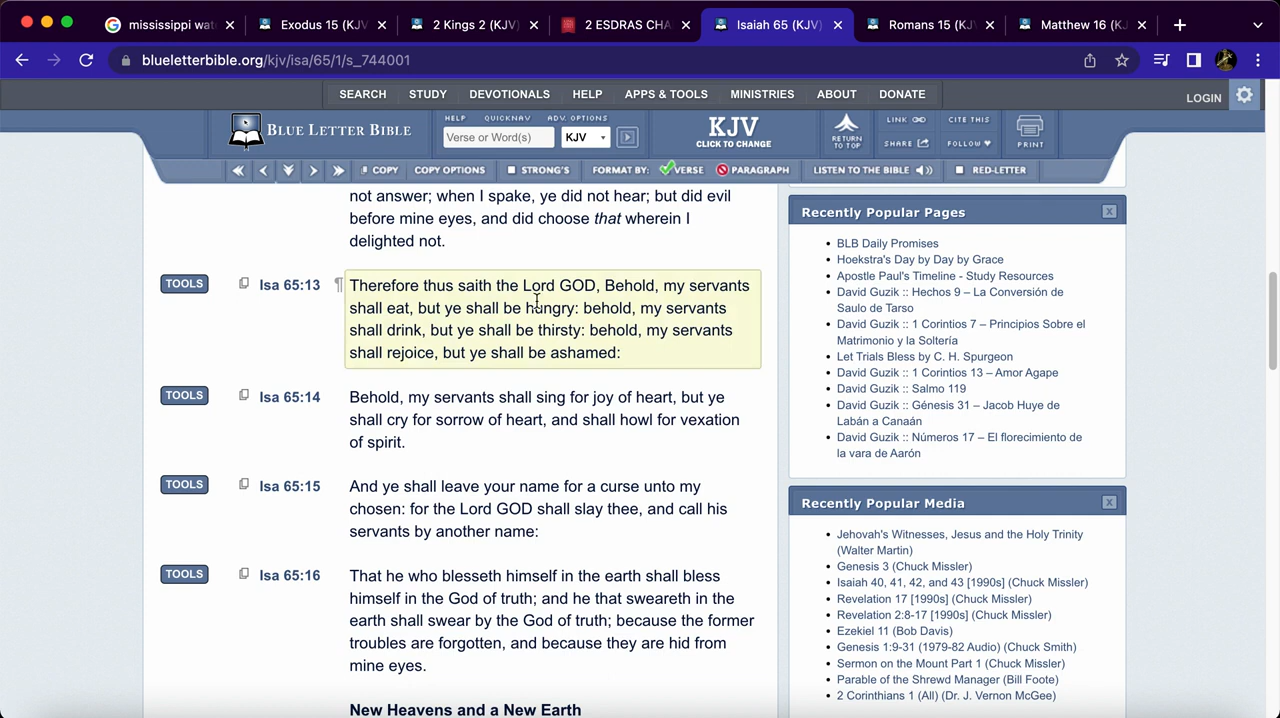 mississippi wat
Exodus 15 (KJV)
2 Kings 2 (KJV)
2 ESDRAS CHA
Isaiah 65 (KJV)
Romans 15 (KJV
Matthew 16 (KJ
blueletterbible.org/kjv/isa/65/1/s_744001
SEARCH STUDY DEVOTIONALS HELP APPS & TOOLS MINISTRIES ABOUT DONATE LOGIN
BLUE LETTER BIBLE
HELP QUICKNAV ADV. OPTIONS
Verse or Word(s) KJV
KJV
CLICK TO CHANGE
RETURN
TO TOP
LINK CITE THIS
SHARE FOLLOW
PRINT
COPY COPY OPTIONS STRONG'S FORMAT BY: VERSE PARAGRAPH LISTEN TO THE BIBLE RED-LETTER
not answer; when I spake, ye did not hear; but did evil
before mine eyes, and did choose that wherein I
delighted not.
TOOLS Isa 65:13 ¶ Therefore thus saith the Lord GOD, Behold, my servants
shall eat, but ye shall be hungry: behold, my servants
shall drink, but ye shall be thirsty: behold, my servants
shall rejoice, but ye shall be ashamed:
TOOLS Isa 65:14 Behold, my servants shall sing for joy of heart, but ye
shall cry for sorrow of heart, and shall howl for vexation
of spirit.
TOOLS Isa 65:15 And ye shall leave your name for a curse unto my
chosen: for the Lord GOD shall slay thee, and call his
servants by another name:
TOOLS Isa 65:16 That he who blesseth himself in the earth shall bless
himself in the God of truth; and he that sweareth in the
earth shall swear by the God of truth; because the former
troubles are forgotten, and because they are hid from
mine eyes.
New Heavens and a New Earth
Recently Popular Pages
BLB Daily Promises
Hoekstra's Day by Day by Grace
Apostle Paul's Timeline - Study Resources
David Guzik :: Hechos 9 – La Conversión de
Saulo de Tarso
David Guzik :: 1 Corintios 7 – Principios Sobre el
Matrimonio y la Soltería
Let Trials Bless by C. H. Spurgeon
David Guzik :: 1 Corintios 13 – Amor Agape
David Guzik :: Salmo 119
David Guzik :: Génesis 31 – Jacob Huye de
Labán a Canaán
David Guzik :: Números 17 – El florecimiento de
la vara de Aarón
Recently Popular Media
Jehovah's Witnesses, Jesus and the Holy Trinity
(Walter Martin)
Genesis 3 (Chuck Missler)
Isaiah 40, 41, 42, and 43 [1990s] (Chuck Missler)
Revelation 17 [1990s] (Chuck Missler)
Revelation 2:8-17 [1990s] (Chuck Missler)
Ezekiel 11 (Bob Davis)
Genesis 1:9-31 (1979-82 Audio) (Chuck Smith)
Sermon on the Mount Part 1 (Chuck Missler)
Parable of the Shrewd Manager (Bill Foote)
2 Corinthians 1 (All) (Dr. J. Vernon McGee)